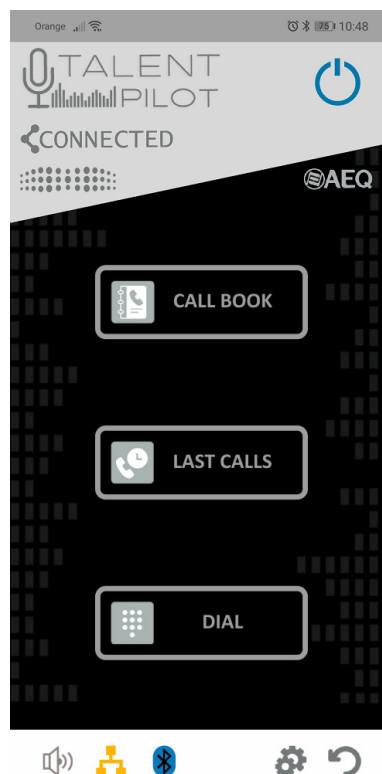 Orange
75 10:48
TALENT
PILOT
CONNECTED
AEQ
CALL BOOK
LAST CALLS
DIAL